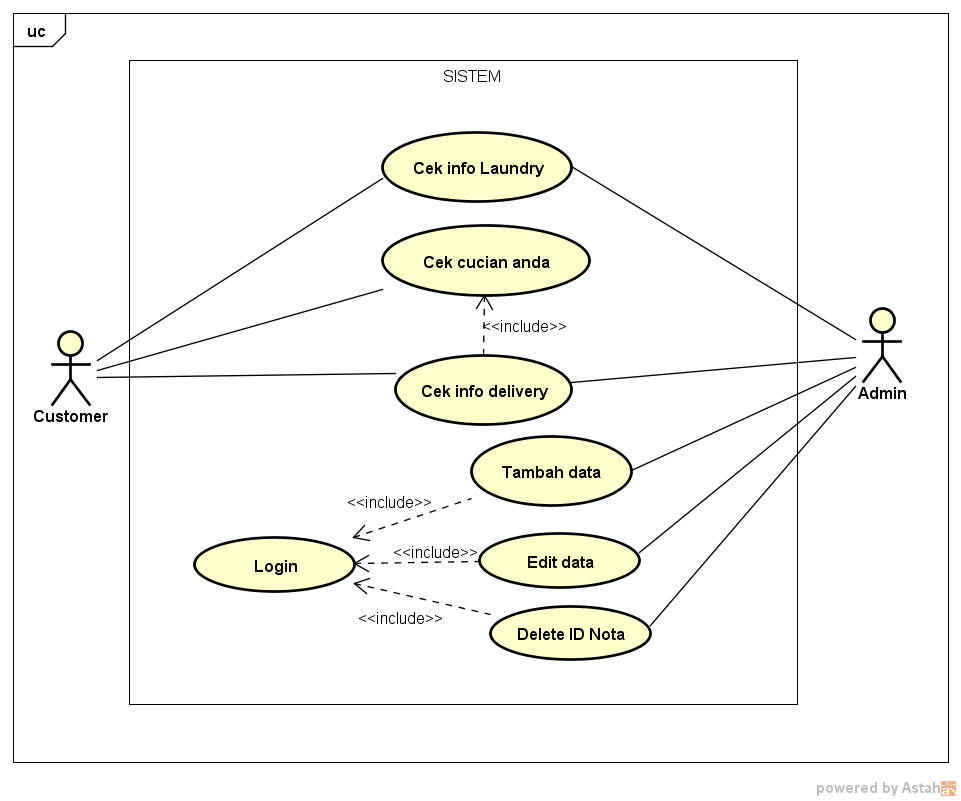 uc
SISTEM
Cek info Laundry
Cek cucian anda
<<include>>
Cek info delivery
Customer
Admin
Tambah data
<<include>>
<<include>>
Edit data
Login
<<include>>
Delete ID Nota
powered by Astah